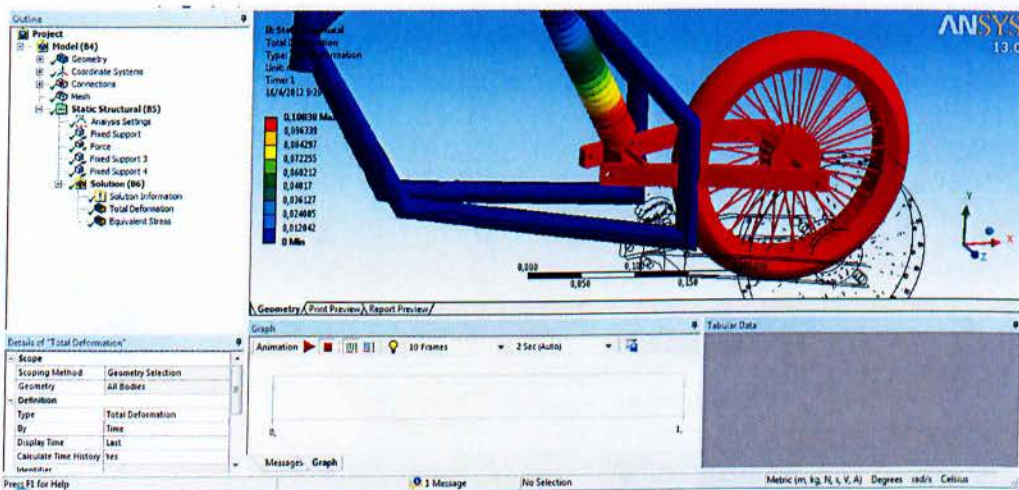 Outline
Project
Model (B4)
Geometry
Coordinate Systems
Connections
Mesh
Static Structural (B5)
Analysis Settings
Fixed Support
Force
Fixed Support 3
Fixed Support 4
Solution (B6)
Solution Information
Total Deformation
Equivalent Stress
Total
Type:
Unit:
Time: 1
16/4/2012
0,10838 Max
0,096339
0,084297
0,072255
0,060212
0,04817
0,036127
0,024085
0,012042
0 Min
ANSYS
13.0
Y
X
Z
0,000
0,050
0,150
Geometry Print Preview Report Preview
Details of "Total Deformation"
Scope
Scoping Method Geometry Selection
Geometry All Bodies
Definition
Type Total Deformation
By Time
Display Time Last
Calculate Time History Yes
Identifier
Graph
Animation 10 Frames 2 Sec (Auto)
0, 1,
Messages Graph
Tabular Data
Press F1 for Help 1 Message No Selection Metric (m, kg, N, s, V, A) Degrees rad/s Celsius